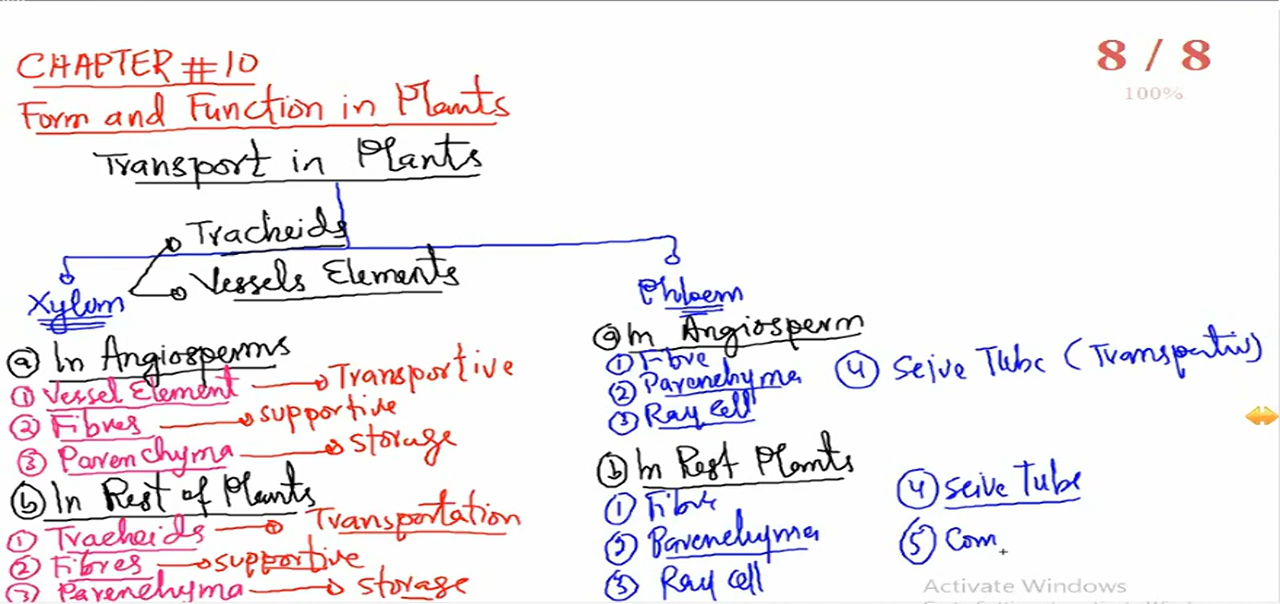 CHAPTER # 10
8 / 8
100%
Form and Function in Plants
Transport in Plants
Tracheids
Vessels Elements
Xylum
Phloem
(a) In Angiosperms
① Vessel Element → Transportive
② Fibres → supportive
③ Parenchyma → storage
(b) In Rest of Plants
① Tracheids → Transportation
② Fibres → supportive
③ Parenchyma → storage
(a) In Angiosperm
① Fibre
② Parenchyma
③ Ray Cell
④ Seive Tube (Transportive)
(b) In Rest Plants
① Fibre
② Parenchyma
③ Ray cell
④ Seive Tube
⑤ Com
Activate Windows